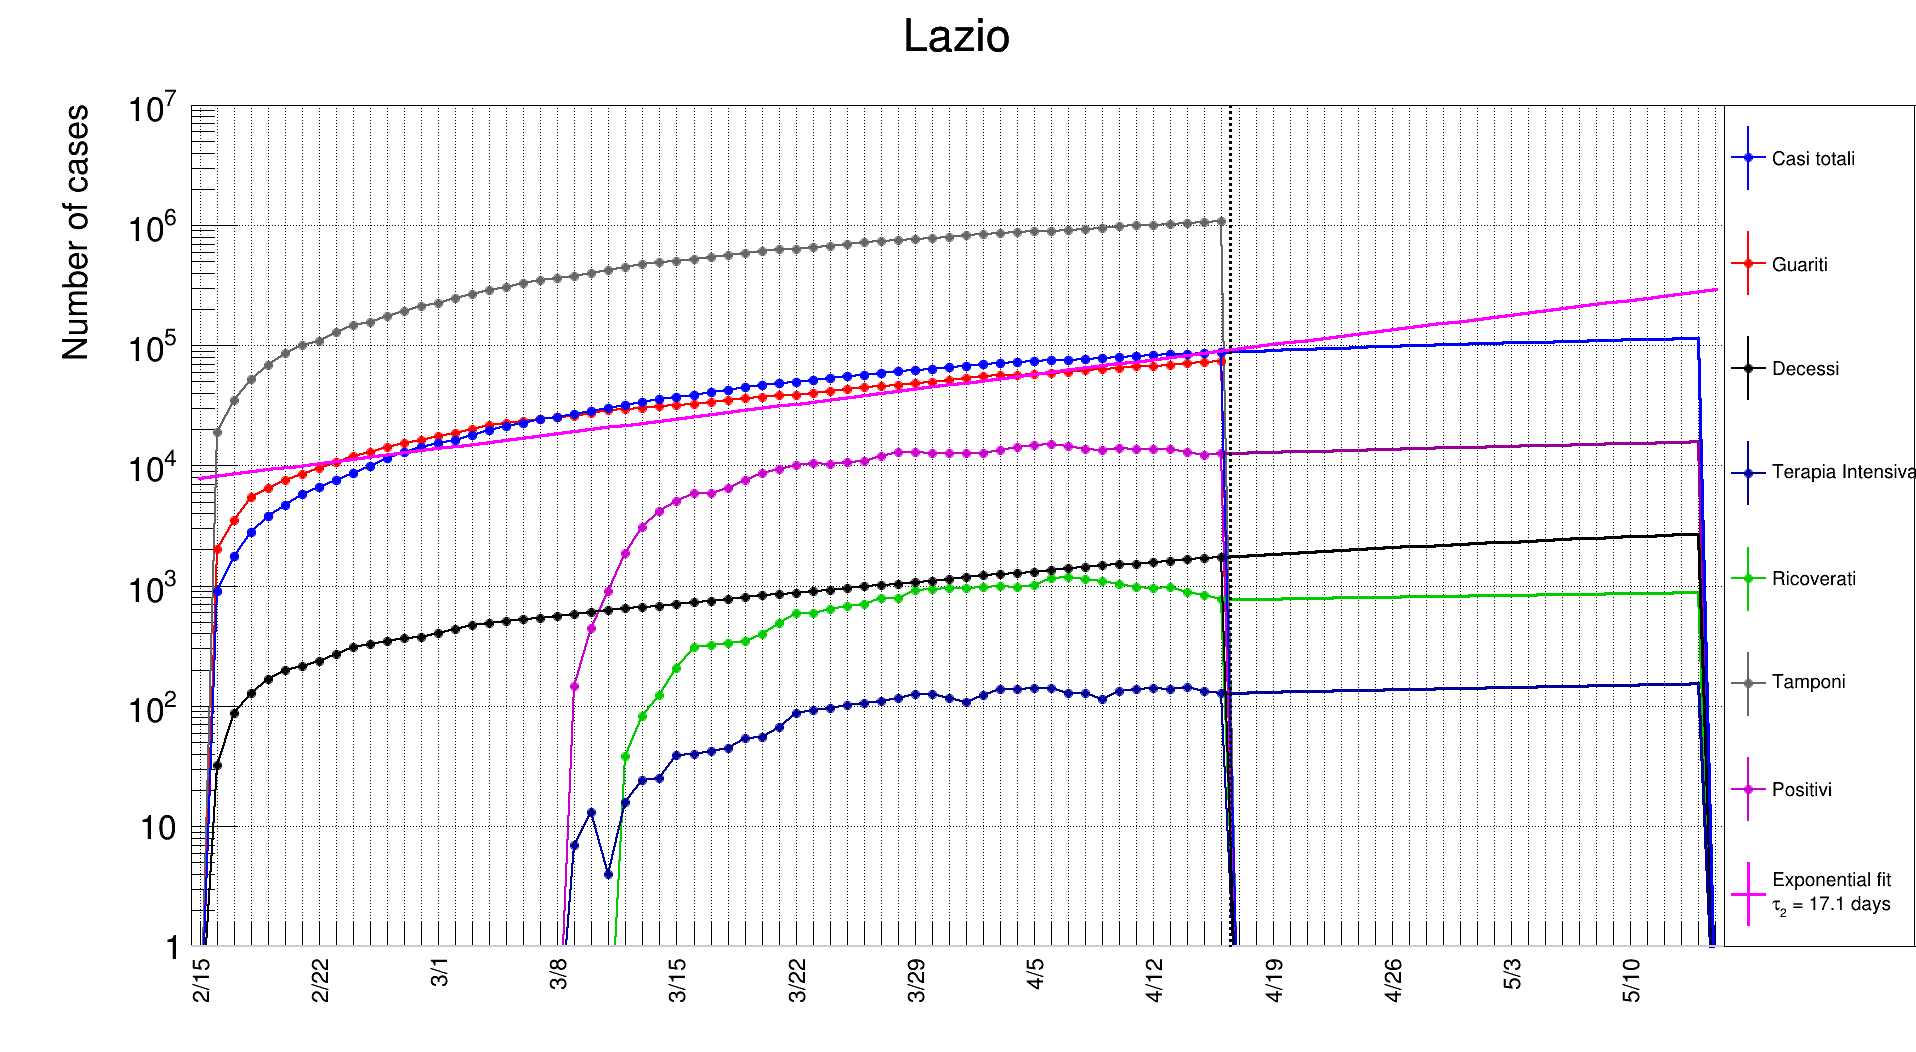 Lazio
Number of cases
10^7
10^6
10^5
10^4
10^3
10^2
10
1
2/15
2/22
3/1
3/8
3/15
3/22
3/29
4/5
4/12
4/19
4/26
5/3
5/10
Casi totali
Guariti
Decessi
Terapia Intensiva
Ricoverati
Tamponi
Positivi
Exponential fit
τ₂ = 17.1 days